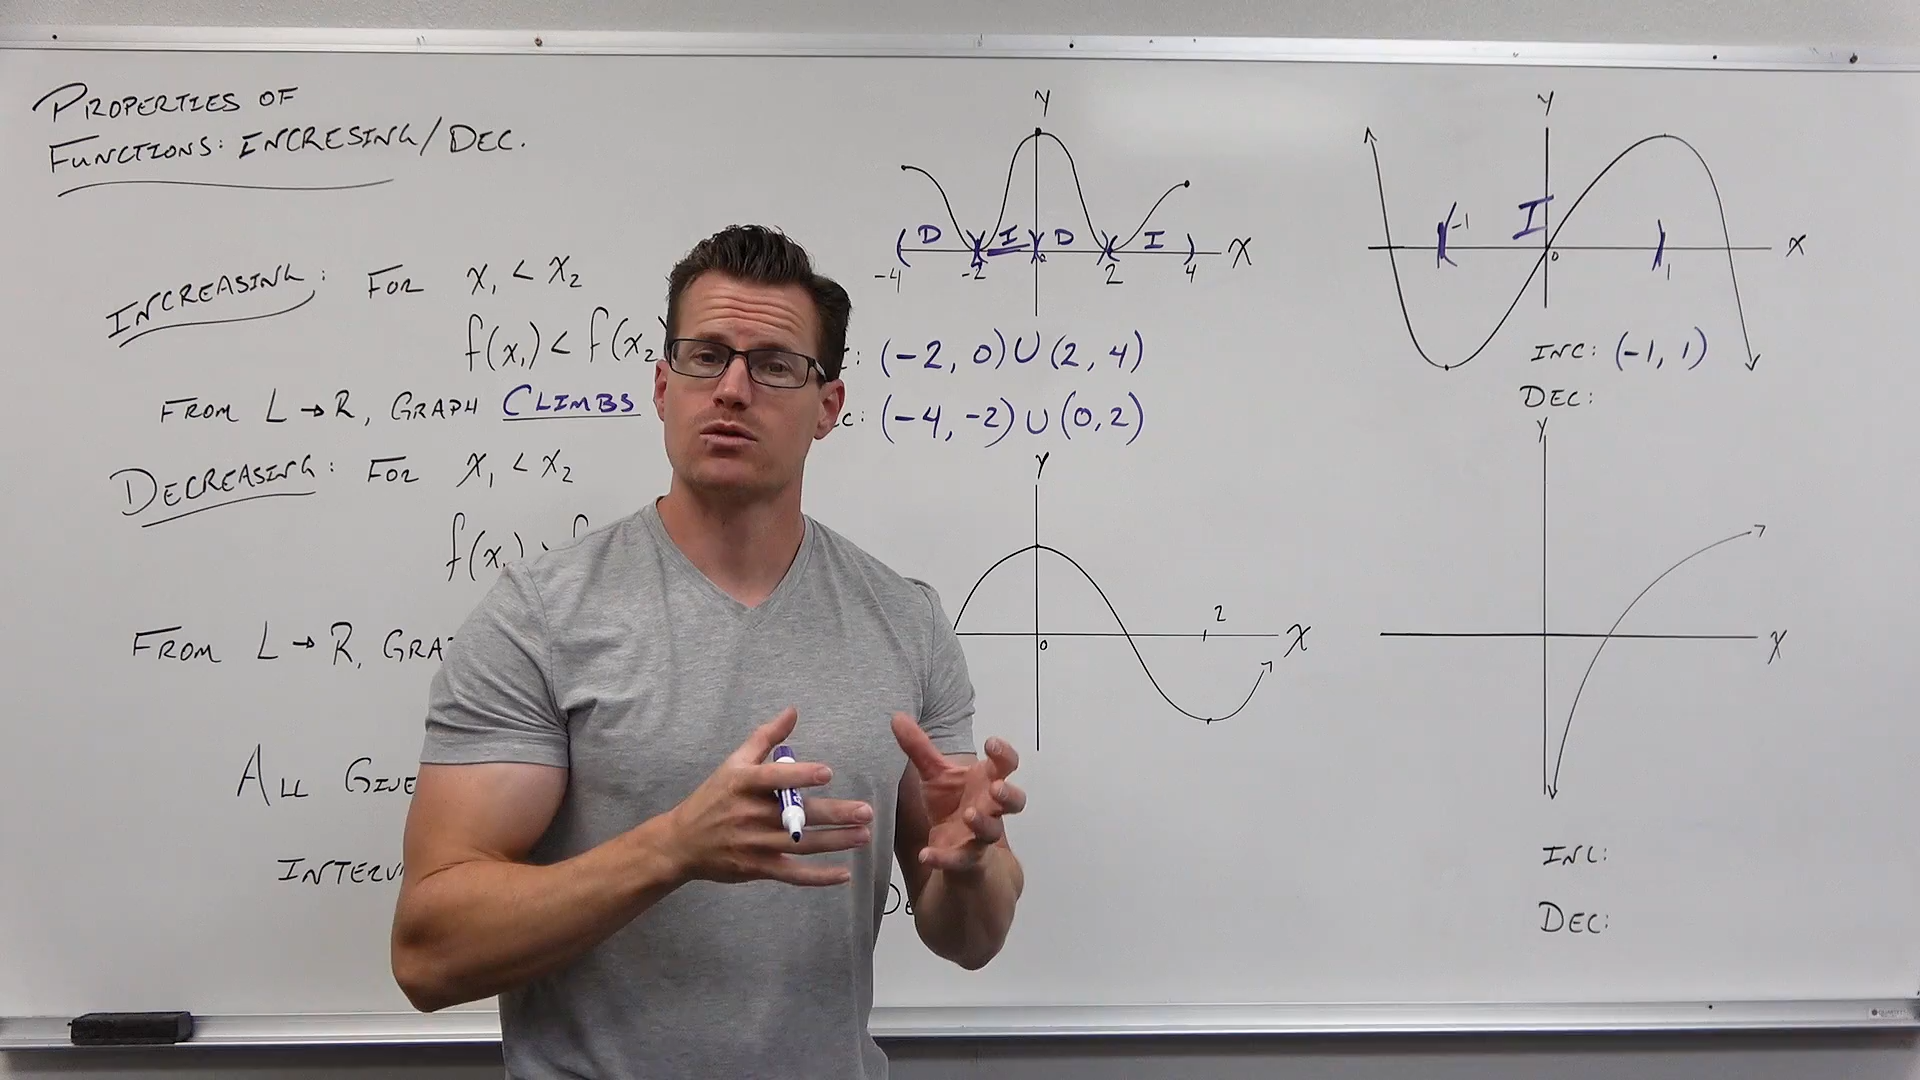 PROPERTIES OF
FUNCTIONS: INCRESING/DEC.
INCREASING: FOR x₁ < x₂
f(x₁) < f(x₂
FROM L → R, GRAPH CLIMBS
DECREASING: FOR x₁ < x₂
f(x₁)
FROM L → R, GRA
ALL GIVE
INTERV
y
D I D I
x
-4 -2 2 4
: (-2, 0) ∪ (2, 4)
(-4, -2) ∪ (0, 2)
y
2
0
x
DE
y
-1 I
0 1
x
INC: (-1, 1)
DEC:
y
x
INC:
DEC: